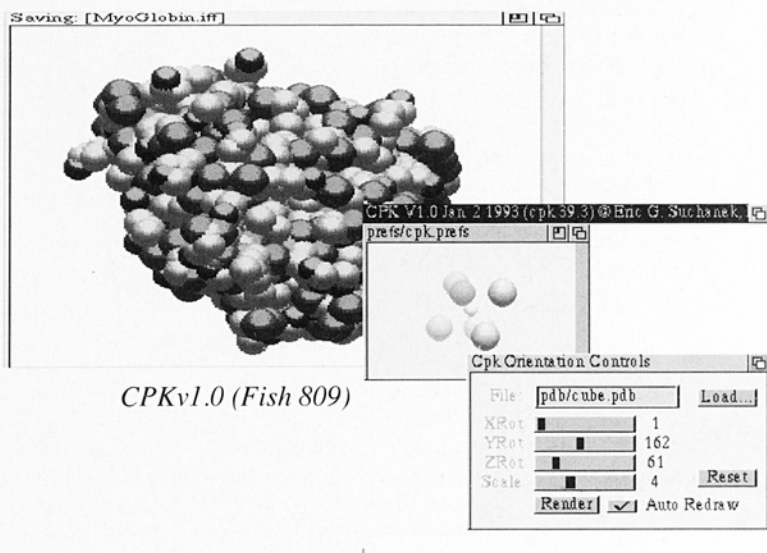 Saving: [MyoGlobin.iff]
CPK V1.0 Jan 2 1993 (cpk 39.3) @ Eric G. Suchanek,
prefs/cpk.prefs
Cpk Orientation Controls
File: pdb/cube.pdb Load...
XRot 1
YRot 162
ZRot 61
Scale 4
Reset
Render Auto Redraw
CPKv1.0 (Fish 809)